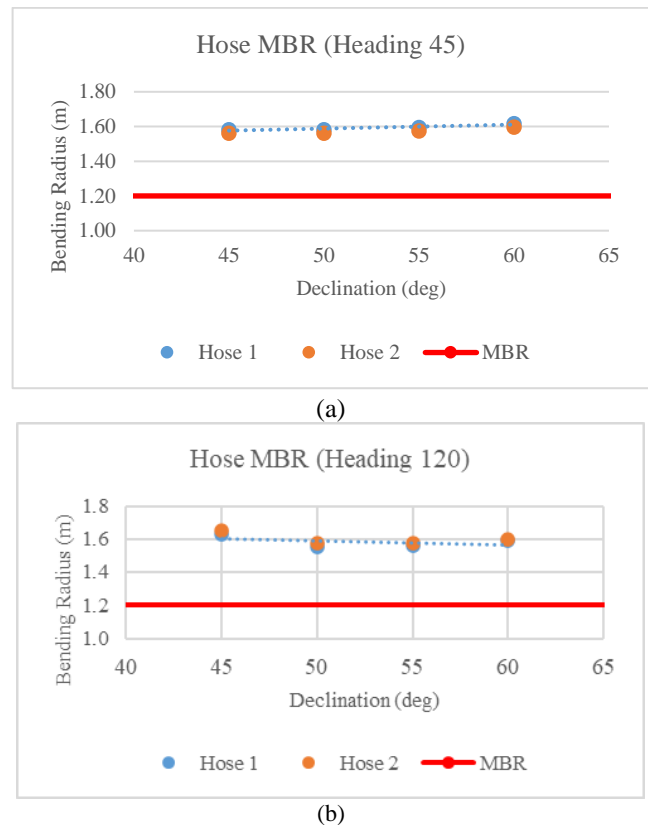 Hose MBR (Heading 45)
Bending Radius (m)
1.80
1.60
1.40
1.20
1.00
40 45 50 55 60 65
Declination (deg)
Hose 1 Hose 2 MBR
(a)
Hose MBR (Heading 120)
Bending Radius (m)
1.8
1.6
1.4
1.2
1.0
40 45 50 55 60 65
Declination (deg)
Hose 1 Hose 2 MBR
(b)